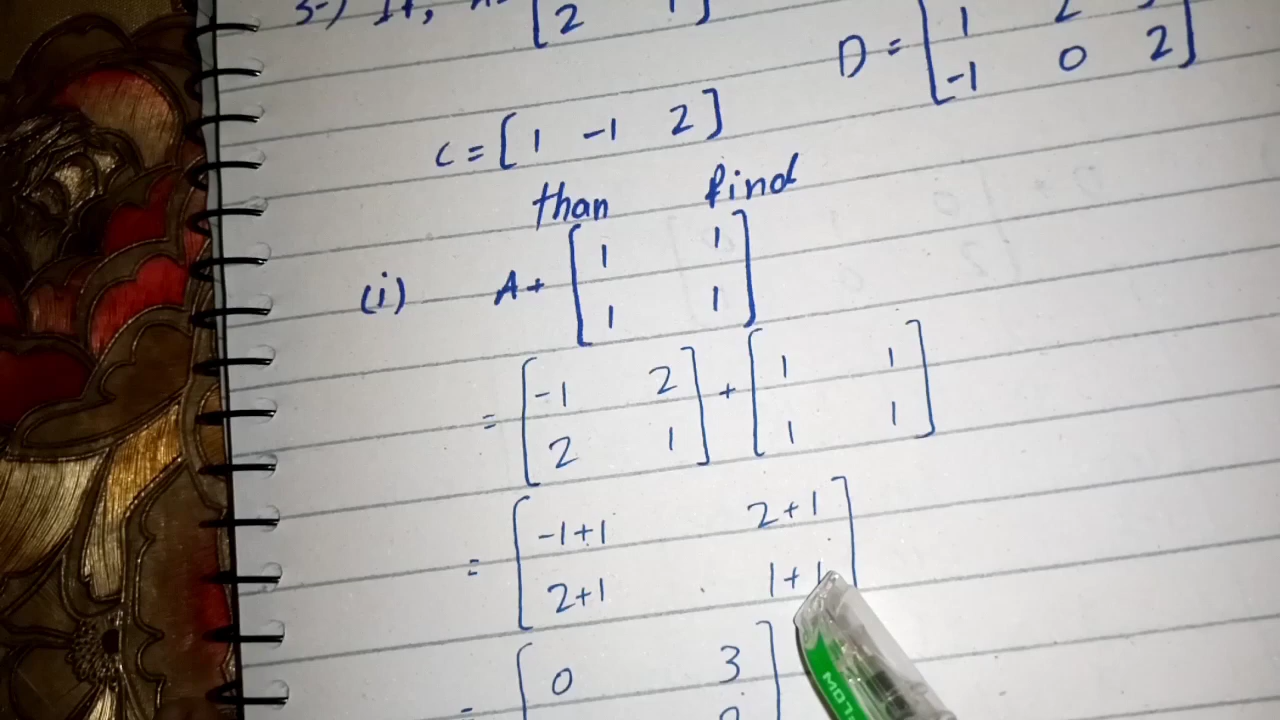 5-) If,
[2 1]
D = [1 2 3
-1 0 2]
C = [1 -1 2]
than find
(i) A + [1 1
1 1]
= [-1 2
2 1] + [1 1
1 1]
= [-1+1 2+1
2+1 1+1]
= [0 3